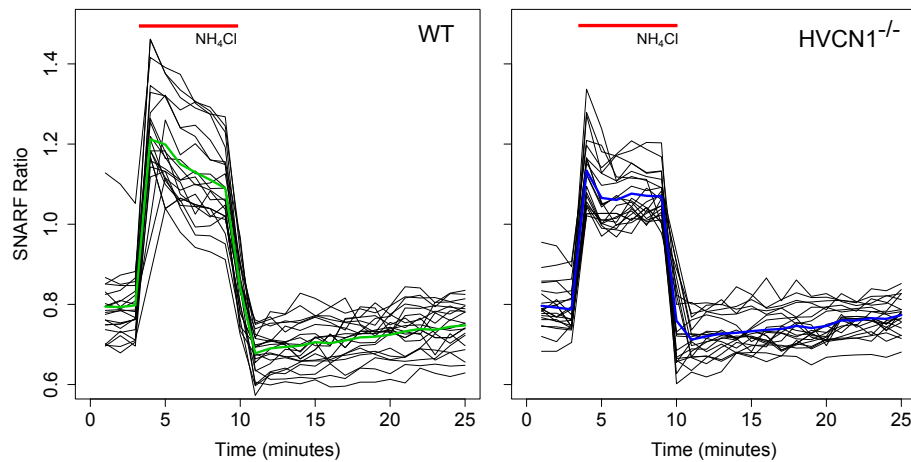 WT
NH₄Cl
HVCN1⁻/⁻
NH₄Cl
SNARF Ratio
1.4
1.2
1.0
0.8
0.6
0 5 10 15 20 25
0 5 10 15 20 25
Time (minutes)
Time (minutes)